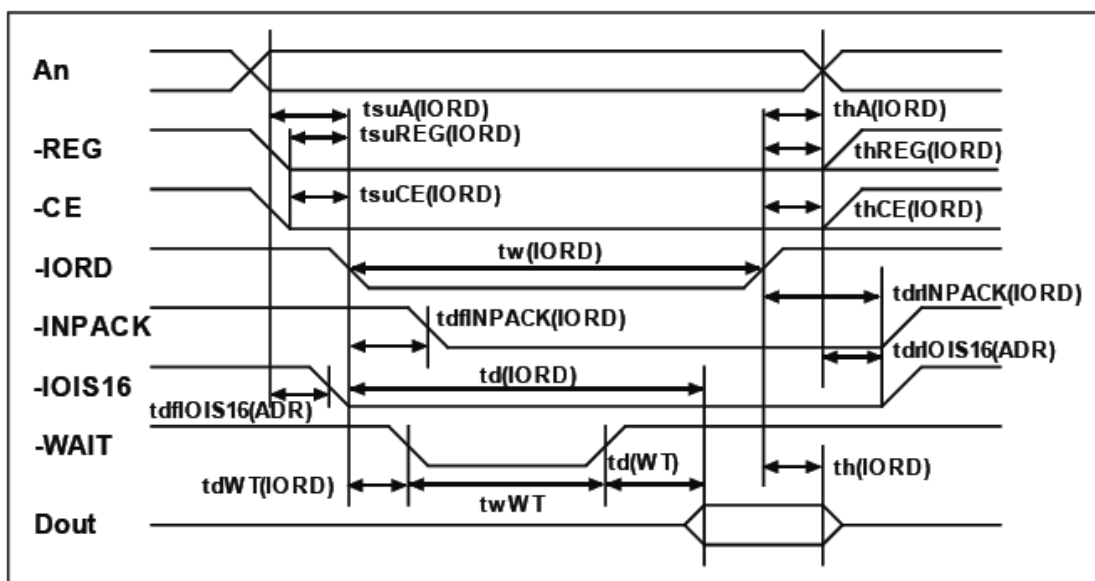 An
tsuA(IORD)
thA(IORD)
tsuREG(IORD)
-REG
thREG(IORD)
tsuCE(IORD)
-CE
thCE(IORD)
tw(IORD)
-IORD
tdrINPACK(IORD)
tdfINPACK(IORD)
-INPACK
tdrIOIS16(ADR)
td(IORD)
-IOIS16
tdfIOIS16(ADR)
-WAIT
td(WT)
th(IORD)
tdWT(IORD)
twWT
Dout